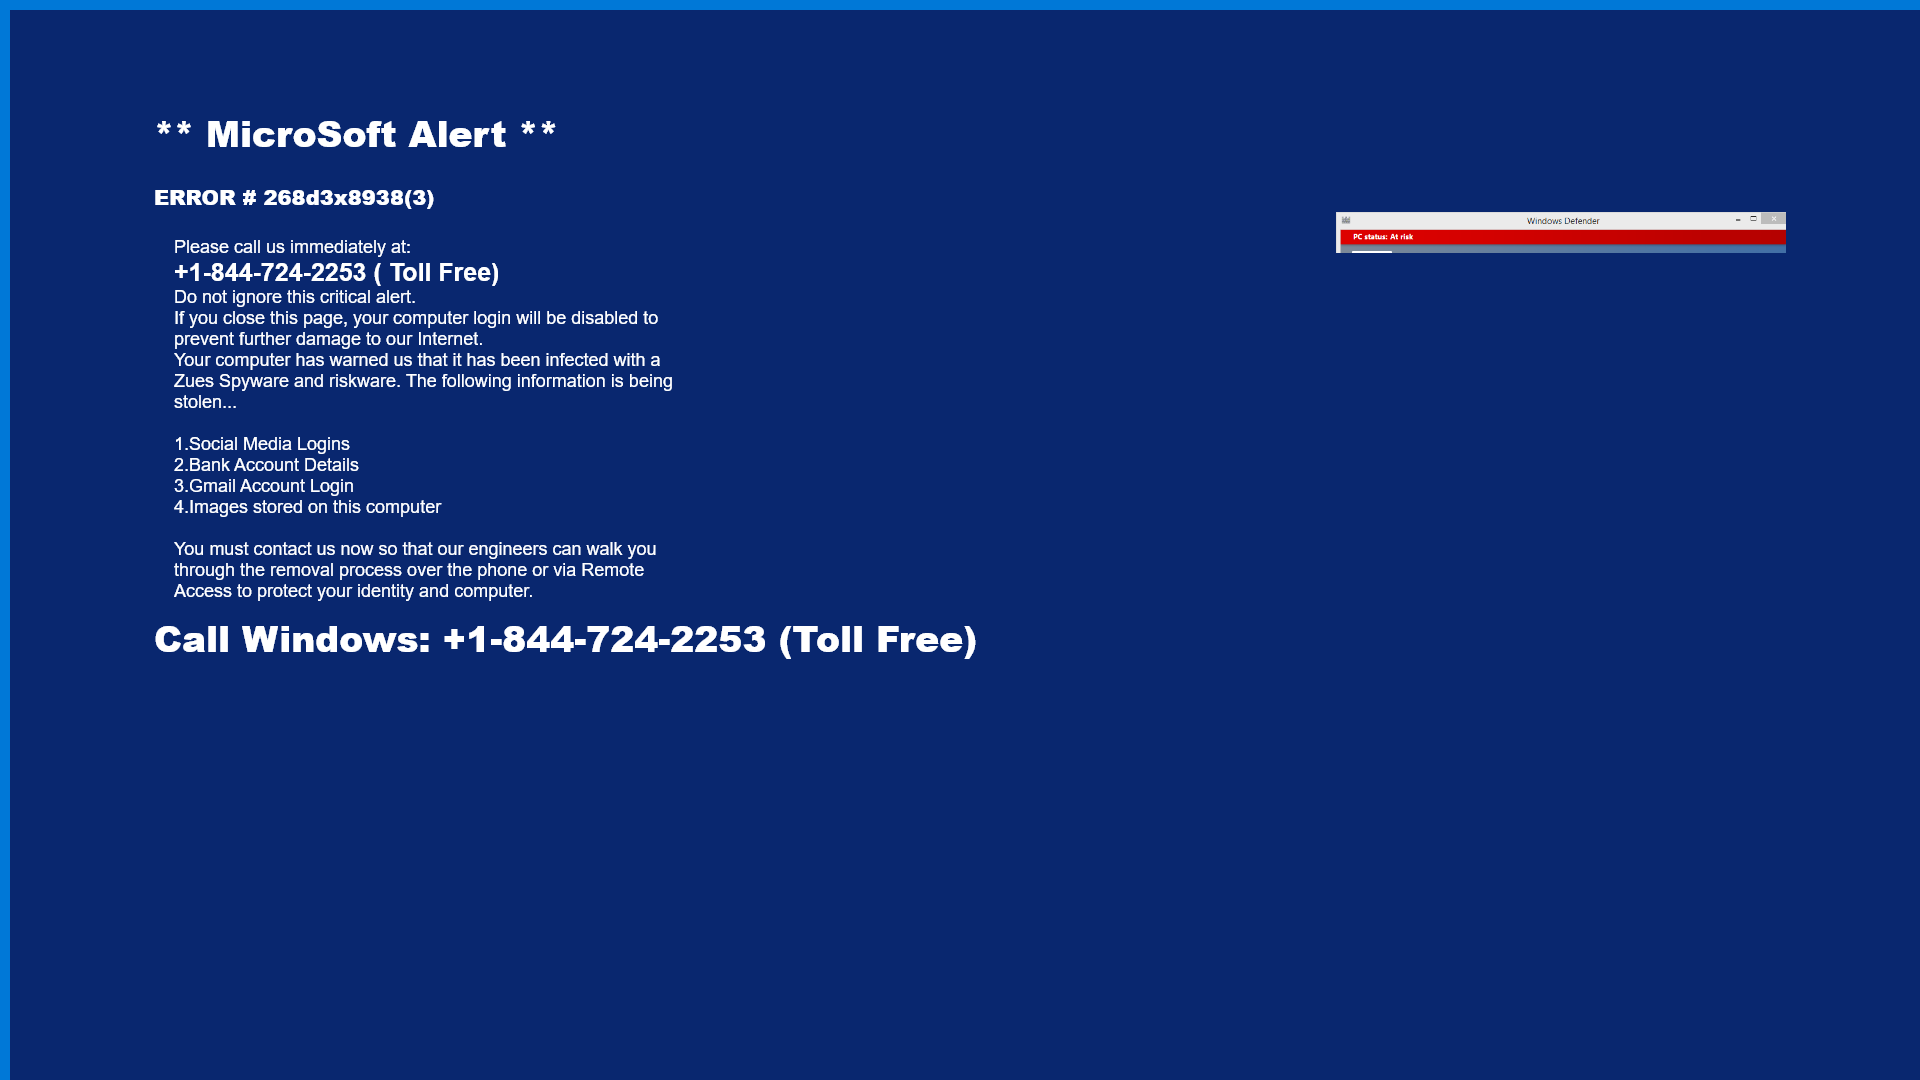 ** MicroSoft Alert **
ERROR # 268d3x8938(3)
Please call us immediately at:
+1-844-724-2253 ( Toll Free)
Do not ignore this critical alert.
If you close this page, your computer login will be disabled to
prevent further damage to our Internet.
Your computer has warned us that it has been infected with a
Zues Spyware and riskware. The following information is being
stolen...
1.Social Media Logins
2.Bank Account Details
3.Gmail Account Login
4.Images stored on this computer
You must contact us now so that our engineers can walk you
through the removal process over the phone or via Remote
Access to protect your identity and computer.
Call Windows: +1-844-724-2253 (Toll Free)
Windows Defender
PC status: At risk